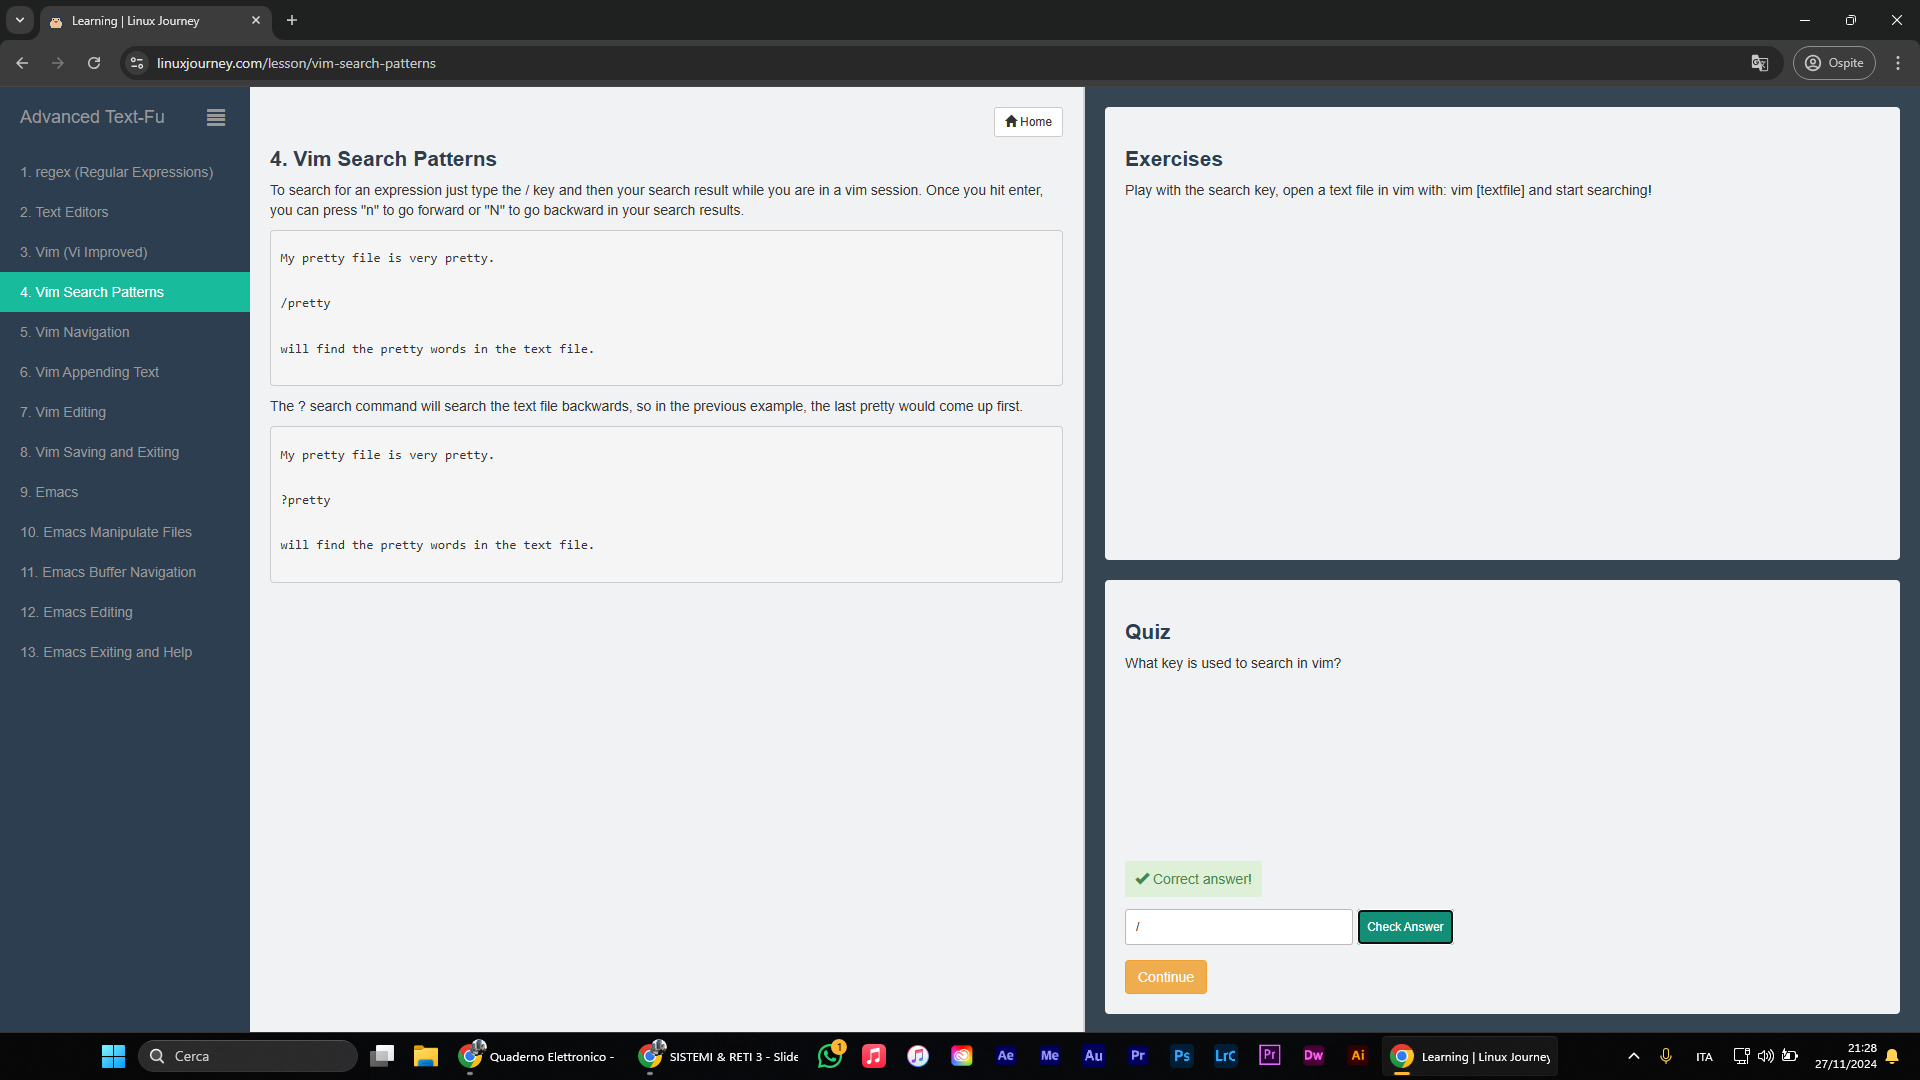 Learning | Linux Journey
linuxjourney.com/lesson/vim-search-patterns
Ospite
Advanced Text-Fu
1. regex (Regular Expressions)
2. Text Editors
3. Vim (Vi Improved)
4. Vim Search Patterns
5. Vim Navigation
6. Vim Appending Text
7. Vim Editing
8. Vim Saving and Exiting
9. Emacs
10. Emacs Manipulate Files
11. Emacs Buffer Navigation
12. Emacs Editing
13. Emacs Exiting and Help
Home
4. Vim Search Patterns
To search for an expression just type the / key and then your search result while you are in a vim session. Once you hit enter,
you can press "n" to go forward or "N" to go backward in your search results.
My pretty file is very pretty.
/pretty
will find the pretty words in the text file.
The ? search command will search the text file backwards, so in the previous example, the last pretty would come up first.
My pretty file is very pretty.
?pretty
will find the pretty words in the text file.
Exercises
Play with the search key, open a text file in vim with: vim [textfile] and start searching!
Quiz
What key is used to search in vim?
Correct answer!
/
Check Answer
Continue
Cerca
Quaderno Elettronico -
SISTEMI & RETI 3 - Slide
1
Ae
Me
Au
Pr
Ps
LrC
Pr
Dw
Ai
Learning | Linux Journey
ITA
21:28
27/11/2024